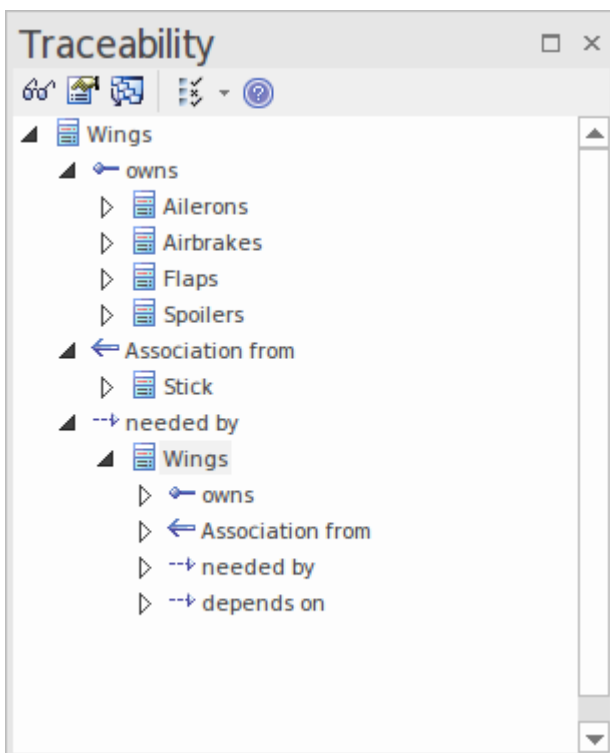 Traceability
Wings
owns
Ailerons
Airbrakes
Flaps
Spoilers
Association from
Stick
needed by
Wings
owns
Association from
needed by
depends on